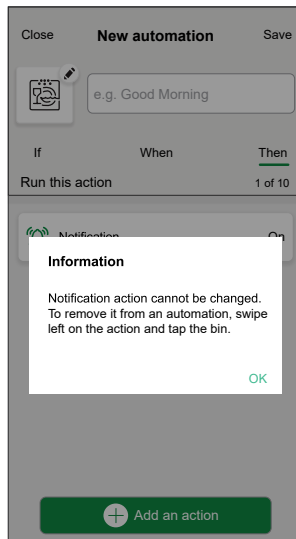 Close New automation Save
e.g. Good Morning
If When Then
Run this action 1 of 10
Notification On
Information
Notification action cannot be changed.
To remove it from an automation, swipe
left on the action and tap the bin.
OK
Add an action